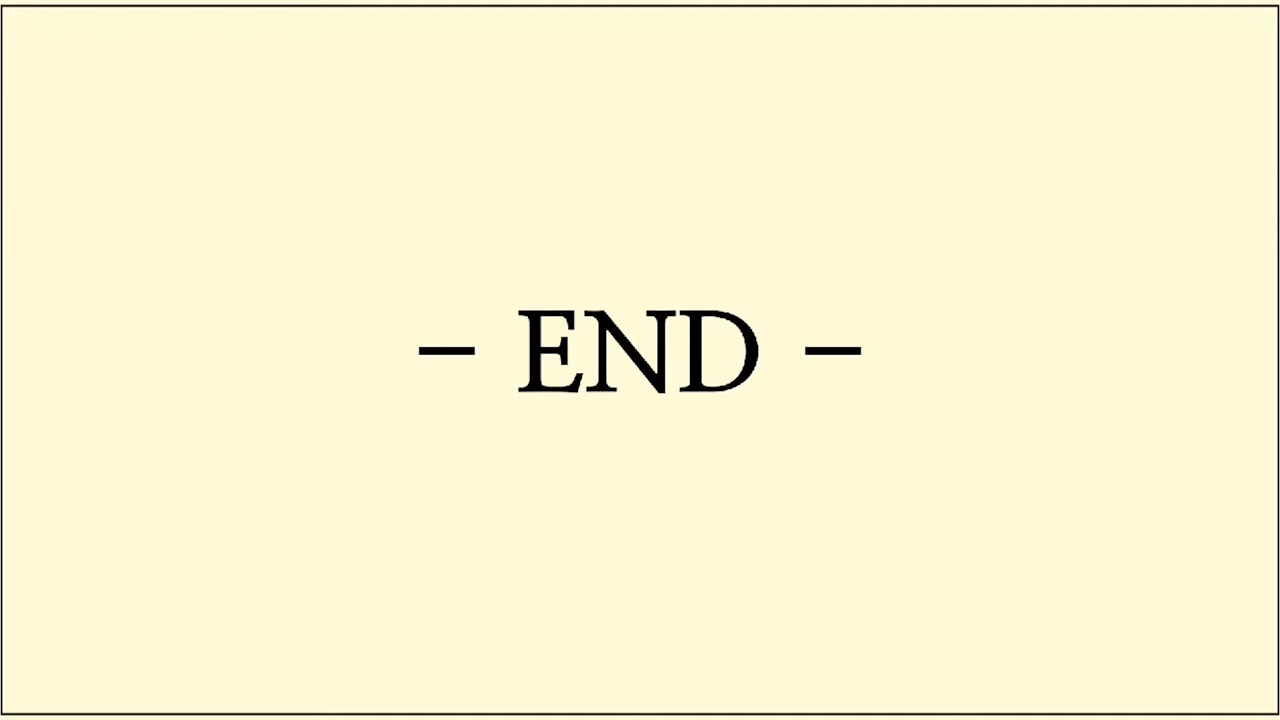 – END –